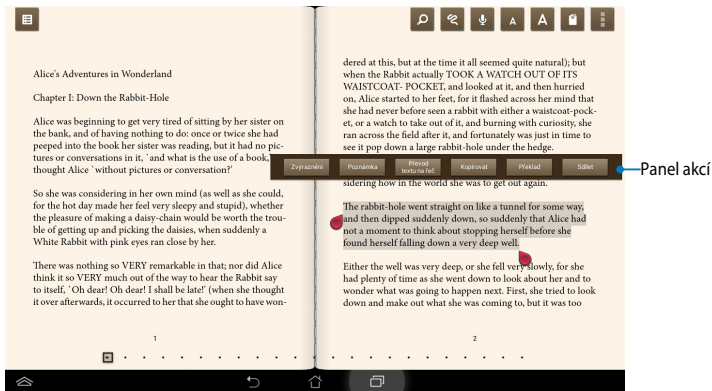 Alice's Adventures in Wonderland
Chapter I: Down the Rabbit-Hole
Alice was beginning to get very tired of sitting by her sister on
the bank, and of having nothing to do: once or twice she had
peeped into the book her sister was reading, but it had no pic-
tures or conversations in it, `and what is the use of a book,'
thought Alice `without pictures or conversation?'
So she was considering in her own mind (as well as she could,
for the hot day made her feel very sleepy and stupid), whether
the pleasure of making a daisy-chain would be worth the trou-
ble of getting up and picking the daisies, when suddenly a
White Rabbit with pink eyes ran close by her.
There was nothing so VERY remarkable in that; nor did Alice
think it so VERY much out of the way to hear the Rabbit say
to itself, `Oh dear! Oh dear! I shall be late!' (when she thought
it over afterwards, it occurred to her that she ought to have won-
1
A A
dered at this, but at the time it all seemed quite natural); but
when the Rabbit actually TOOK A WATCH OUT OF ITS
WAISTCOAT- POCKET, and looked at it, and then hurried
on, Alice started to her feet, for it flashed across her mind that
she had never before seen a rabbit with either a waistcoat-pock-
et, or a watch to take out of it, and burning with curiosity, she
ran across the field after it, and fortunately was just in time to
see it pop down a large rabbit-hole under the hedge.
Zvýraznění Poznámka Převod textu na řeč Kopírovat Překlad Sdílet
Panel akcí
sidering how in the world she was to get out again.
The rabbit-hole went straight on like a tunnel for some way,
and then dipped suddenly down, so suddenly that Alice had
not a moment to think about stopping herself before she
found herself falling down a very deep well.
Either the well was very deep, or she fell very slowly, for she
had plenty of time as she went down to look about her and to
wonder what was going to happen next. First, she tried to look
down and make out what she was coming to, but it was too
2